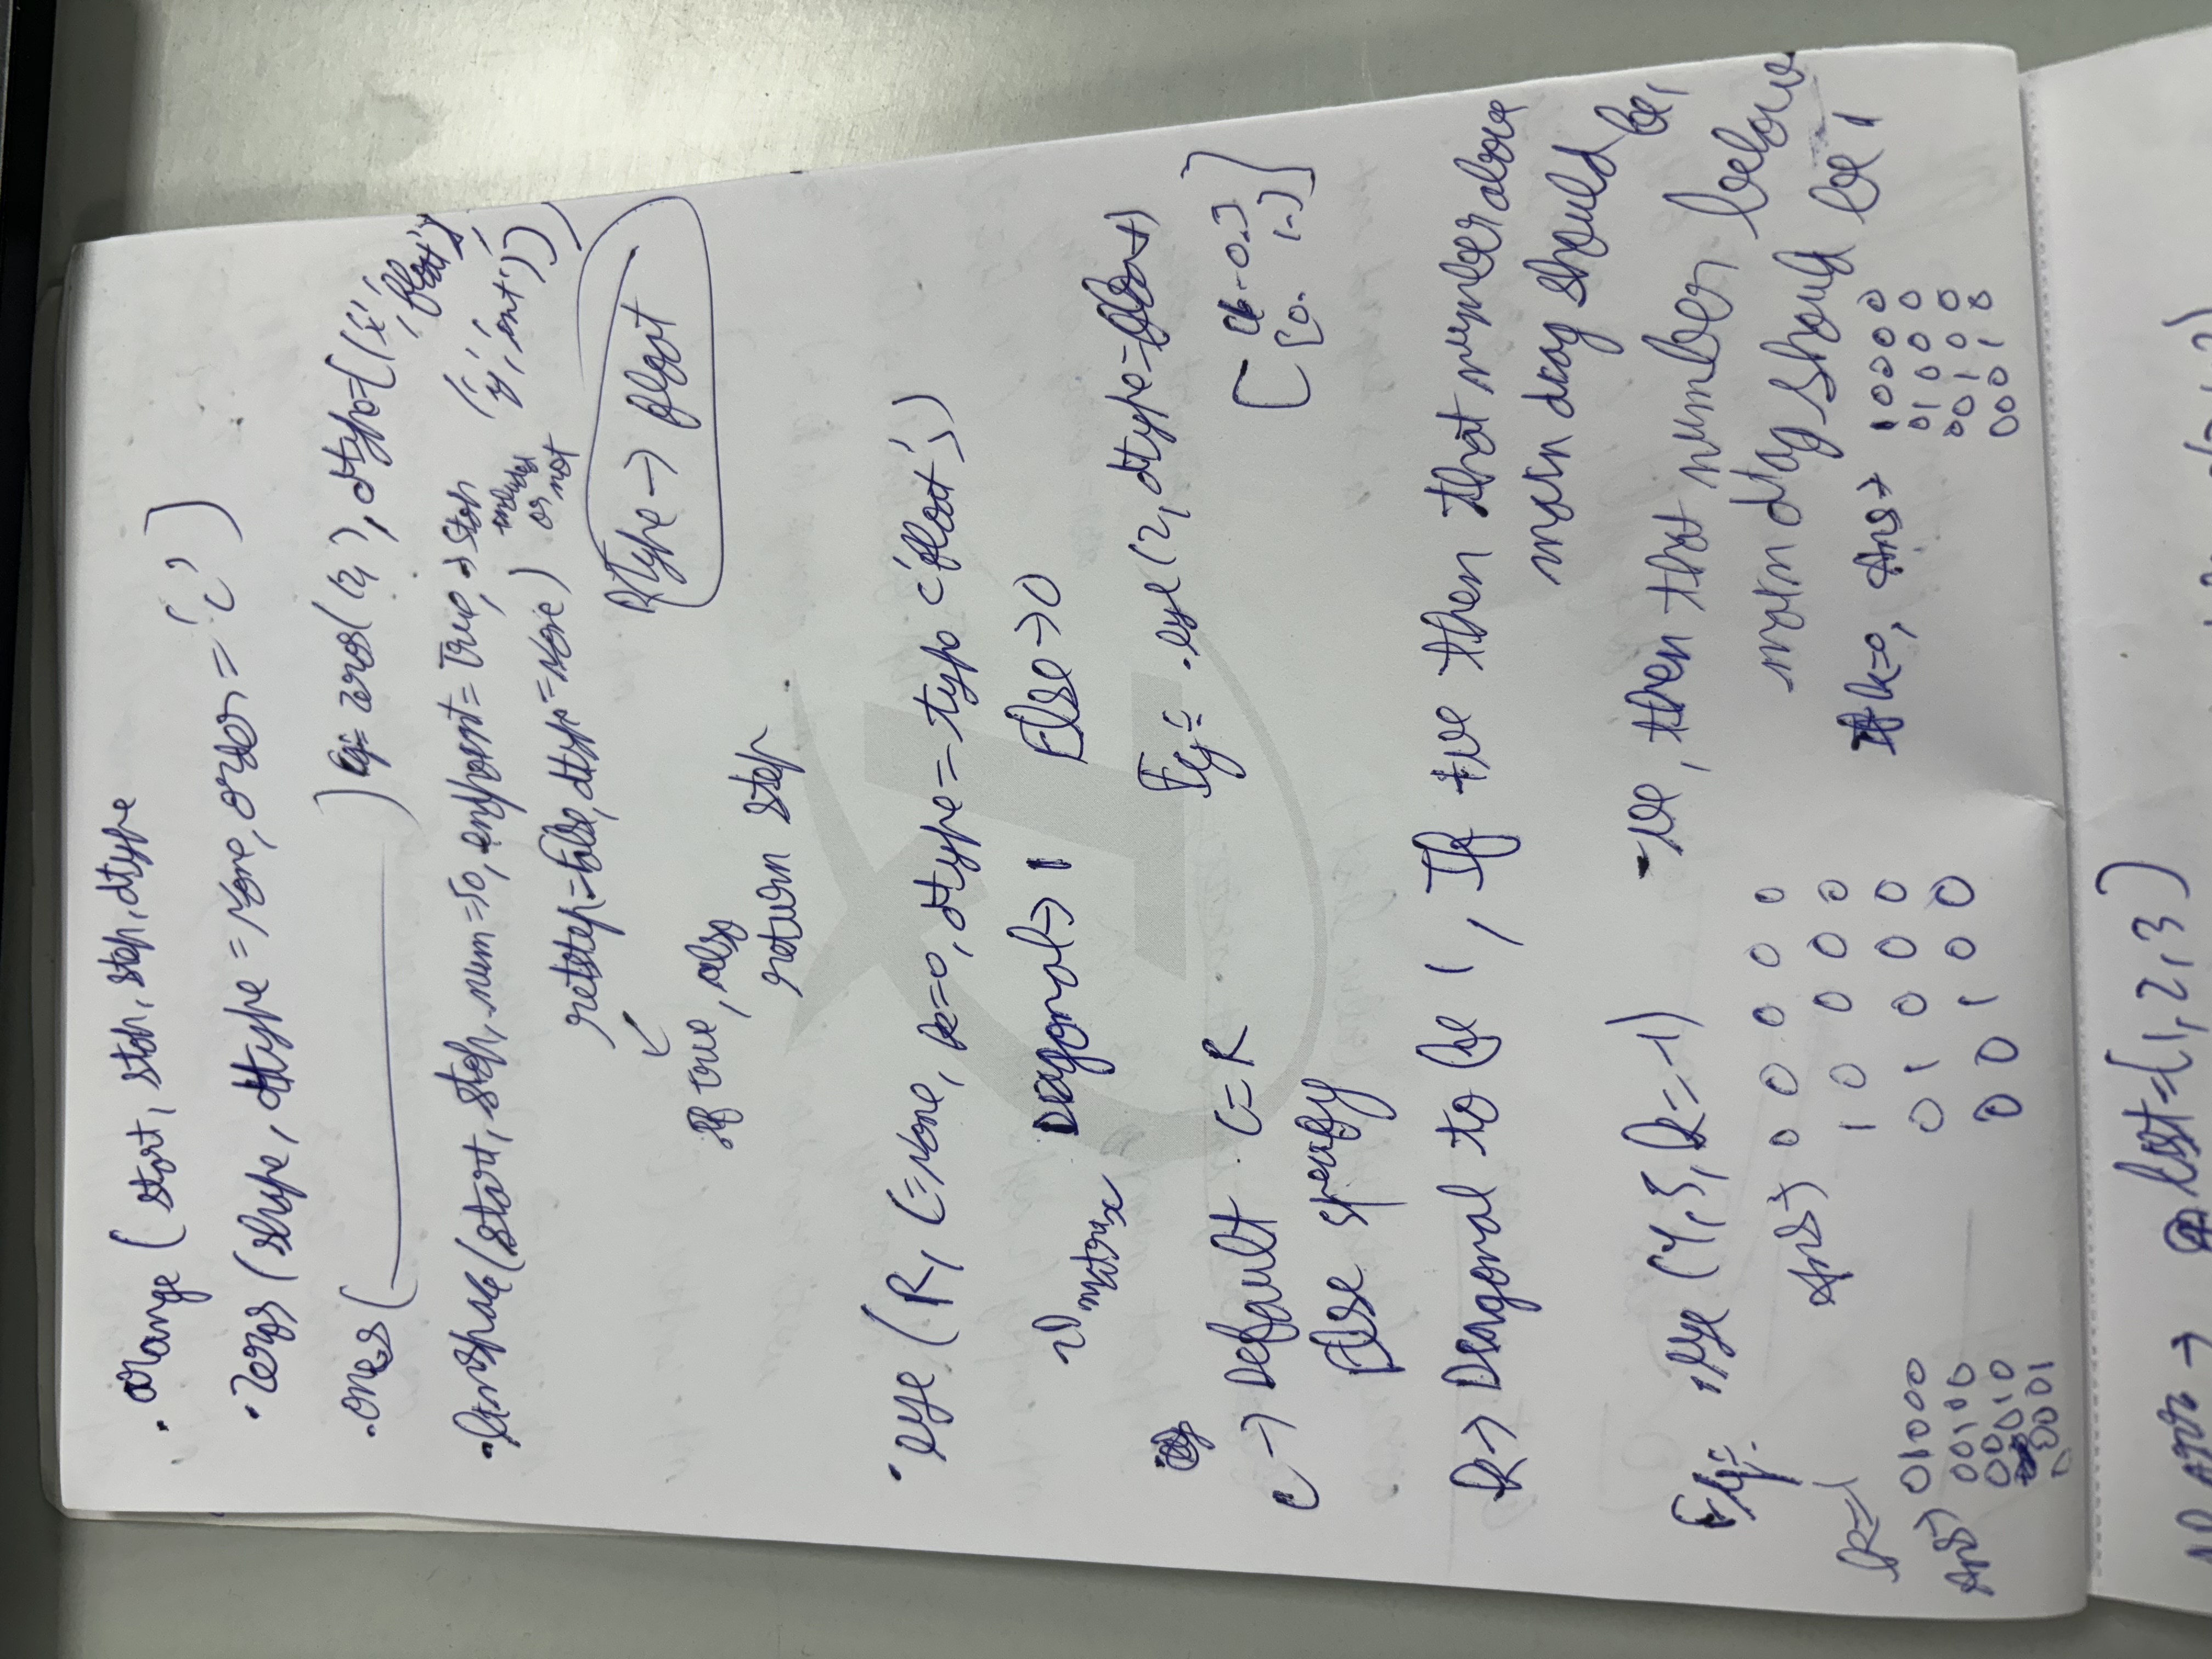 . arange ( start, stop, step, dtype
. zeros (shape, dtype = None, order = 'C' )
. ones ( ) Eg:= zeros( (2, ), dtype=[('x',
'float'),
('y', 'int')])
. linspace (start, stop, num=50, endpoint= True, → stop
included
or not
retstep=False, dtype=None)
↙
if true, also
return step
Dtype → float
. eye ( R, C=None, k=0, dtype = type <'float'>)
2D matrix Diagonal → 1 Else → 0
Eg:= .eye (2, dtype=float)
[ [1. 0.]
[0. 1.] ]
C → Default C=R
Else specify
k → Diagonal to be 1, If +ve then that number above
main diag should be 1
-ve, then that number below
main diag should be 1
Eg:= .eye (4, 5, k = -1)
Ans → 0 0 0 0 0
1 0 0 0 0
0 1 0 0 0
0 0 1 0 0
k=1
Ans → 0 1 0 0 0
0 0 1 0 0
0 0 0 1 0
0 0 0 0 1
If k=0, Ans → 1 0 0 0 0
0 1 0 0 0
0 0 1 0 0
0 0 0 1 0
→ list = [1, 2, 3]